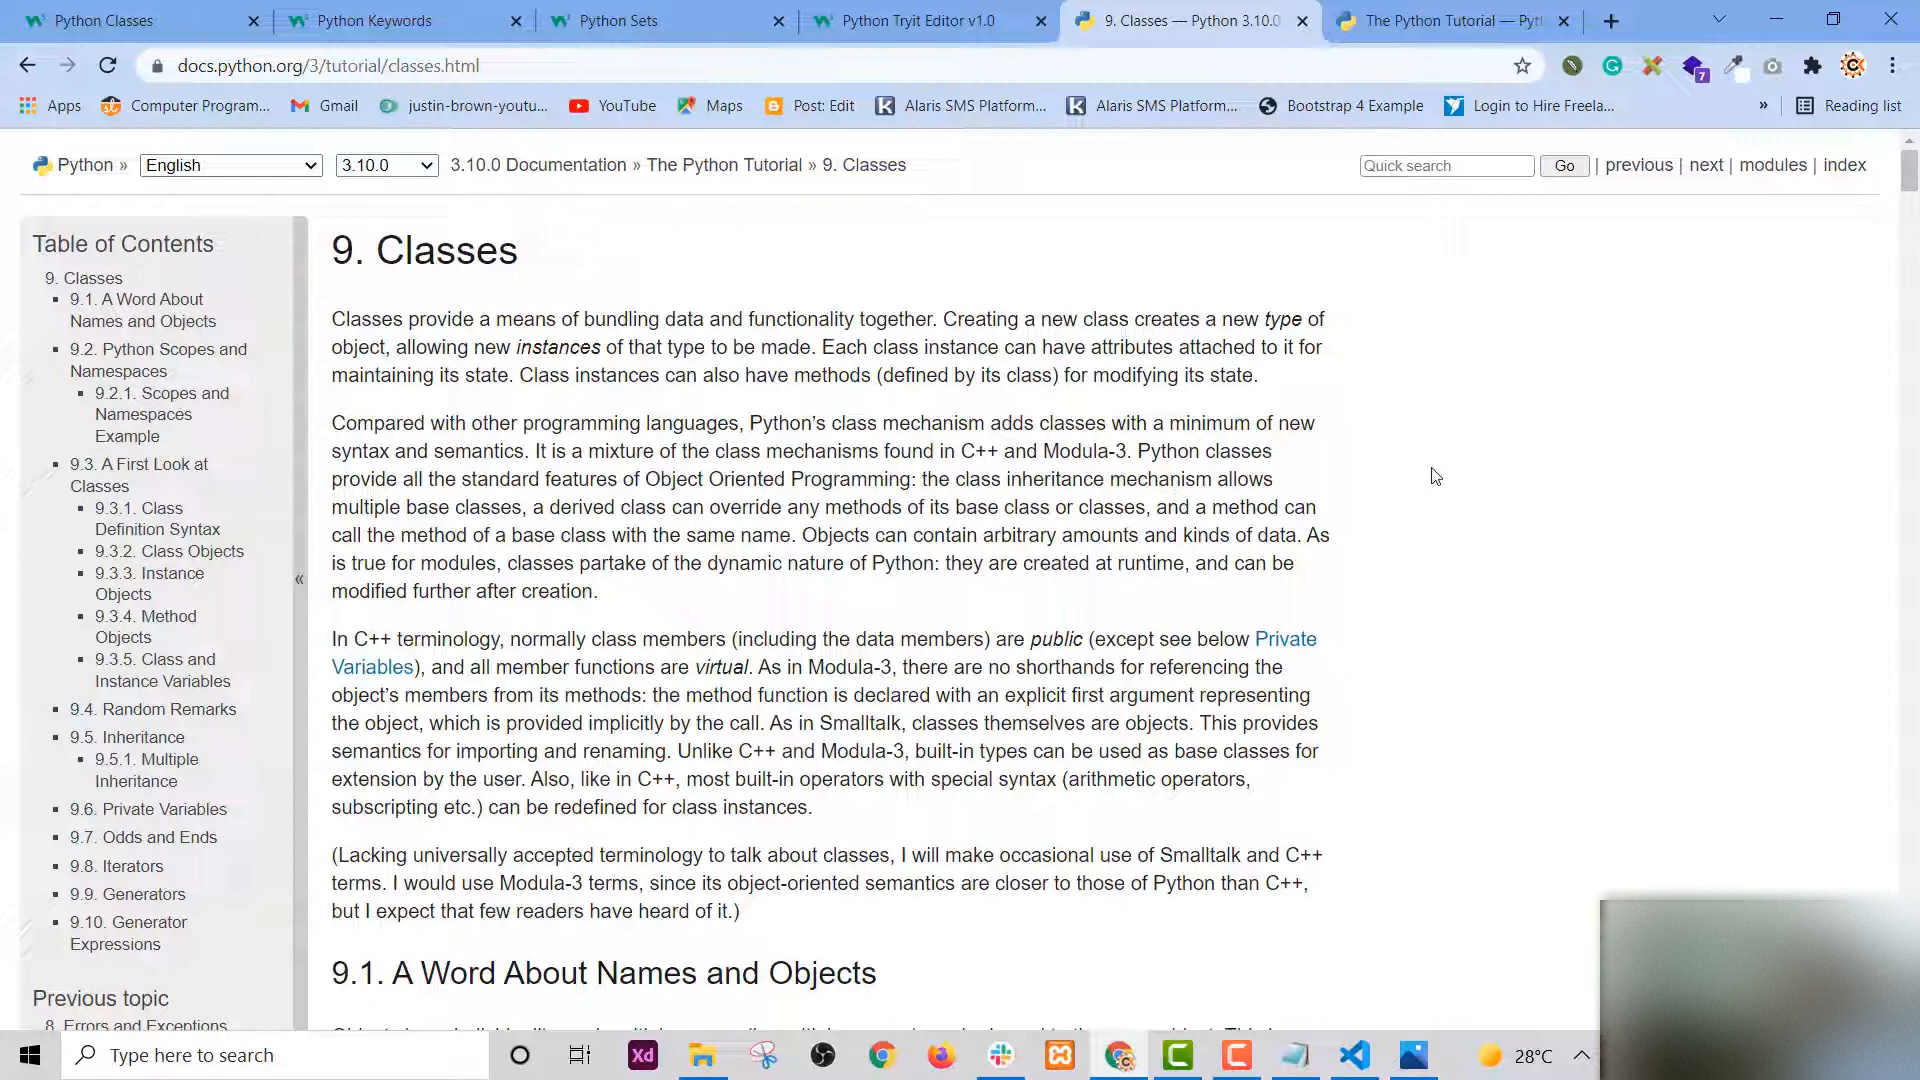 Python Classes
Python Keywords
Python Sets
Python Tryit Editor v1.0
9. Classes — Python 3.10.0
The Python Tutorial — Pyt
docs.python.org/3/tutorial/classes.html
7
Apps
Computer Program...
Gmail
justin-brown-youtu...
YouTube
Maps
Post: Edit
Alaris SMS Platform...
Alaris SMS Platform...
Bootstrap 4 Example
Login to Hire Freela...
»
Reading list
Python »
English
3.10.0
3.10.0 Documentation » The Python Tutorial » 9. Classes
Quick search
Go
| previous | next | modules | index
Table of Contents
9. Classes
9.1. A Word About
Names and Objects
9.2. Python Scopes and
Namespaces
9.2.1. Scopes and
Namespaces
Example
9.3. A First Look at
Classes
9.3.1. Class
Definition Syntax
9.3.2. Class Objects
9.3.3. Instance
Objects
9.3.4. Method
Objects
9.3.5. Class and
Instance Variables
9.4. Random Remarks
9.5. Inheritance
9.5.1. Multiple
Inheritance
9.6. Private Variables
9.7. Odds and Ends
9.8. Iterators
9.9. Generators
9.10. Generator
Expressions
Previous topic
8. Errors and Exceptions
«
9. Classes
Classes provide a means of bundling data and functionality together. Creating a new class creates a new type of
object, allowing new instances of that type to be made. Each class instance can have attributes attached to it for
maintaining its state. Class instances can also have methods (defined by its class) for modifying its state.
Compared with other programming languages, Python’s class mechanism adds classes with a minimum of new
syntax and semantics. It is a mixture of the class mechanisms found in C++ and Modula-3. Python classes
provide all the standard features of Object Oriented Programming: the class inheritance mechanism allows
multiple base classes, a derived class can override any methods of its base class or classes, and a method can
call the method of a base class with the same name. Objects can contain arbitrary amounts and kinds of data. As
is true for modules, classes partake of the dynamic nature of Python: they are created at runtime, and can be
modified further after creation.
In C++ terminology, normally class members (including the data members) are public (except see below Private
Variables), and all member functions are virtual. As in Modula-3, there are no shorthands for referencing the
object’s members from its methods: the method function is declared with an explicit first argument representing
the object, which is provided implicitly by the call. As in Smalltalk, classes themselves are objects. This provides
semantics for importing and renaming. Unlike C++ and Modula-3, built-in types can be used as base classes for
extension by the user. Also, like in C++, most built-in operators with special syntax (arithmetic operators,
subscripting etc.) can be redefined for class instances.
(Lacking universally accepted terminology to talk about classes, I will make occasional use of Smalltalk and C++
terms. I would use Modula-3 terms, since its object-oriented semantics are closer to those of Python than C++,
but I expect that few readers have heard of it.)
9.1. A Word About Names and Objects
Type here to search
Xd
28°C